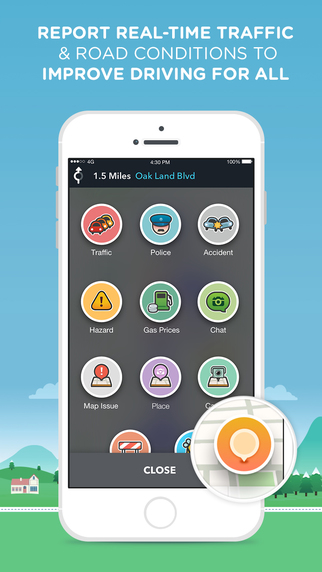 REPORT REAL-TIME TRAFFIC
& ROAD CONDITIONS TO
IMPROVE DRIVING FOR ALL
4G 4:30 PM 100%
1.5 Miles Oak Land Blvd
Traffic Police Accident
Hazard Gas Prices Chat
Map Issue Place
CLOSE